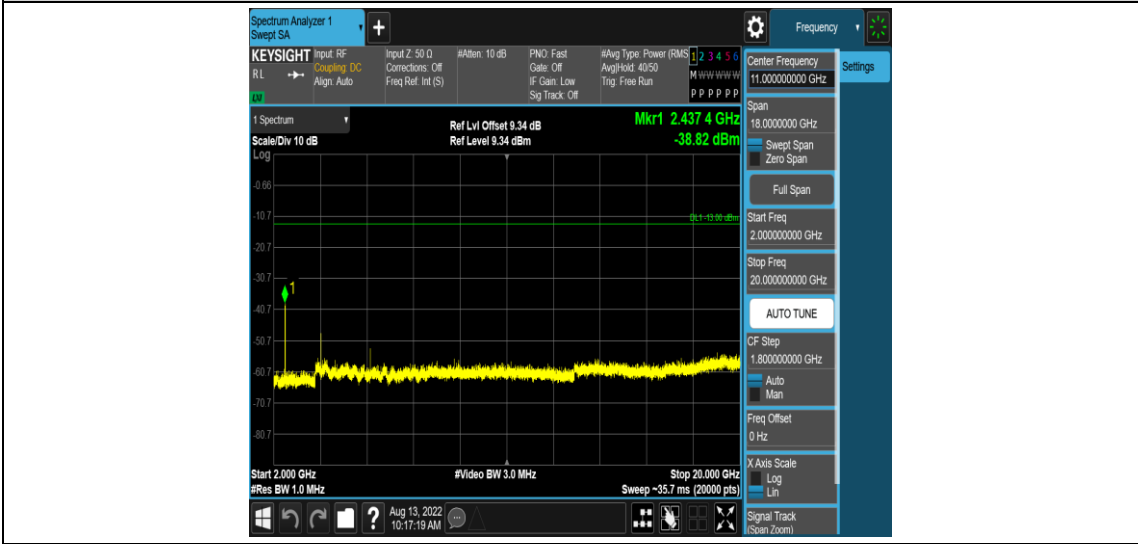 Spectrum Analyzer 1
Swept SA
+
Frequency
KEYSIGHT
RL
Input: RF
Coupling: DC
Align: Auto
Input Z: 50 Ω
Corrections: Off
Freq Ref: Int (S)
#Atten: 10 dB
PNO: Fast
Gate: Off
IF Gain: Low
Sig Track: Off
#Avg Type: Power (RMS
Avg|Hold: 40/50
Trig: Free Run
1 2 3 4 5 6
M W W W W W
P P P P P P
1 Spectrum
Scale/Div 10 dB
Log
Ref Lvl Offset 9.34 dB
Ref Level 9.34 dBm
Mkr1 2.437 4 GHz
-38.82 dBm
-0.66
-10.7
DL1 -13.00 dBm
-20.7
-30.7
1
-40.7
-50.7
-60.7
-70.7
-80.7
Start 2.000 GHz
#Res BW 1.0 MHz
#Video BW 3.0 MHz
Stop 20.000 GHz
Sweep ~35.7 ms (20000 pts)
?
Aug 13, 2022
10:17:19 AM
Center Frequency
11.000000000 GHz
Settings
Span
18.0000000 GHz
Swept Span
Zero Span
Full Span
Start Freq
2.000000000 GHz
Stop Freq
20.000000000 GHz
AUTO TUNE
CF Step
1.800000000 GHz
Auto
Man
Freq Offset
0 Hz
X Axis Scale
Log
Lin
Signal Track
(Span Zoom)